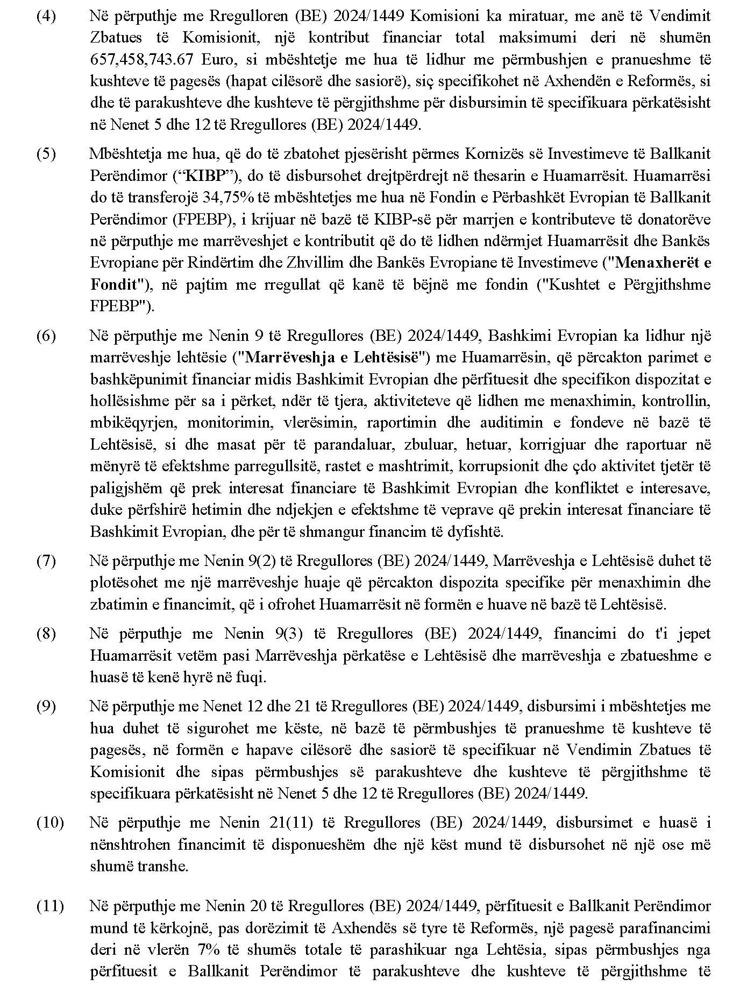 (4) Në përputhje me Rregulloren (BE) 2024/1449 Komisioni ka miratuar, me anë të Vendimit
Zbatues të Komisionit, një kontribut financiar total maksimumi deri në shumën
657,458,743.67 Euro, si mbështetje me hua të lidhur me përmbushjen e pranueshme të
kushteve të pagesës (hapat cilësorë dhe sasiorë), siç specifikohet në Axhendën e Reformës, si
dhe të parakushteve dhe kushteve të përgjithshme për disbursimin të specifikuara përkatësisht
në Nenet 5 dhe 12 të Rregullores (BE) 2024/1449.
(5) Mbështetja me hua, që do të zbatohet pjesërisht përmes Kornizës së Investimeve të Ballkanit
Perëndimor (“KIBP”), do të disbursohet drejtpërdrejt në thesarin e Huamarrësit. Huamarrësi
do të transferojë 34,75% të mbështetjes me hua në Fondin e Përbashkët Evropian të Ballkanit
Perëndimor (FPEBP), i krijuar në bazë të KIBP-së për marrjen e kontributeve të donatorëve
në përputhje me marrëveshjet e kontributit që do të lidhen ndërmjet Huamarrësit dhe Bankës
Evropiane për Rindërtim dhe Zhvillim dhe Bankës Evropiane të Investimeve ("Menaxherët e
Fondit"), në pajtim me rregullat që kanë të bëjnë me fondin ("Kushtet e Përgjithshme
FPEBP").
(6) Në përputhje me Nenin 9 të Rregullores (BE) 2024/1449, Bashkimi Evropian ka lidhur një
marrëveshje lehtësie ("Marrëveshja e Lehtësisë") me Huamarrësin, që përcakton parimet e
bashkëpunimit financiar midis Bashkimit Evropian dhe përfituesit dhe specifikon dispozitat e
hollësishme për sa i përket, ndër të tjera, aktiviteteve që lidhen me menaxhimin, kontrollin,
mbikëqyrjen, monitorimin, vlerësimin, raportimin dhe auditimin e fondeve në bazë të
Lehtësisë, si dhe masat për të parandaluar, zbuluar, hetuar, korrigjuar dhe raportuar në
mënyrë të efektshme parregullsitë, rastet e mashtrimit, korrupsionit dhe çdo aktivitet tjetër të
paligjshëm që prek interesat financiare të Bashkimit Evropian dhe konfliktet e interesave,
duke përfshirë hetimin dhe ndjekjen e efektshme të veprave që prekin interesat financiare të
Bashkimit Evropian, dhe për të shmangur financim të dyfishtë.
(7) Në përputhje me Nenin 9(2) të Rregullores (BE) 2024/1449, Marrëveshja e Lehtësisë duhet të
plotësohet me një marrëveshje huaje që përcakton dispozita specifike për menaxhimin dhe
zbatimin e financimit, që i ofrohet Huamarrësit në formën e huave në bazë të Lehtësisë.
(8) Në përputhje me Nenin 9(3) të Rregullores (BE) 2024/1449, financimi do t'i jepet
Huamarrësit vetëm pasi Marrëveshja përkatëse e Lehtësisë dhe marrëveshja e zbatueshme e
huasë të kenë hyrë në fuqi.
(9) Në përputhje me Nenet 12 dhe 21 të Rregullores (BE) 2024/1449, disbursimi i mbështetjes me
hua duhet të sigurohet me këste, në bazë të përmbushjes të pranueshme të kushteve të
pagesës, në formën e hapave cilësorë dhe sasiorë të specifikuar në Vendimin Zbatues të
Komisionit dhe sipas përmbushjes së parakushteve dhe kushteve të përgjithshme të
specifikuara përkatësisht në Nenet 5 dhe 12 të Rregullores (BE) 2024/1449.
(10) Në përputhje me Nenin 21(11) të Rregullores (BE) 2024/1449, disbursimet e huasë i
nënshtrohen financimit të disponueshëm dhe një këst mund të disbursohet në një ose më
shumë transhe.
(11) Në përputhje me Nenin 20 të Rregullores (BE) 2024/1449, përfituesit e Ballkanit Perëndimor
mund të kërkojnë, pas dorëzimit të Axhendës së tyre të Reformës, një pagesë parafinancimi
deri në vlerën 7% të shumës totale të parashikuar nga Lehtësia, sipas përmbushjes nga
përfituesit e Ballkanit Perëndimor të parakushteve dhe kushteve të përgjithshme të